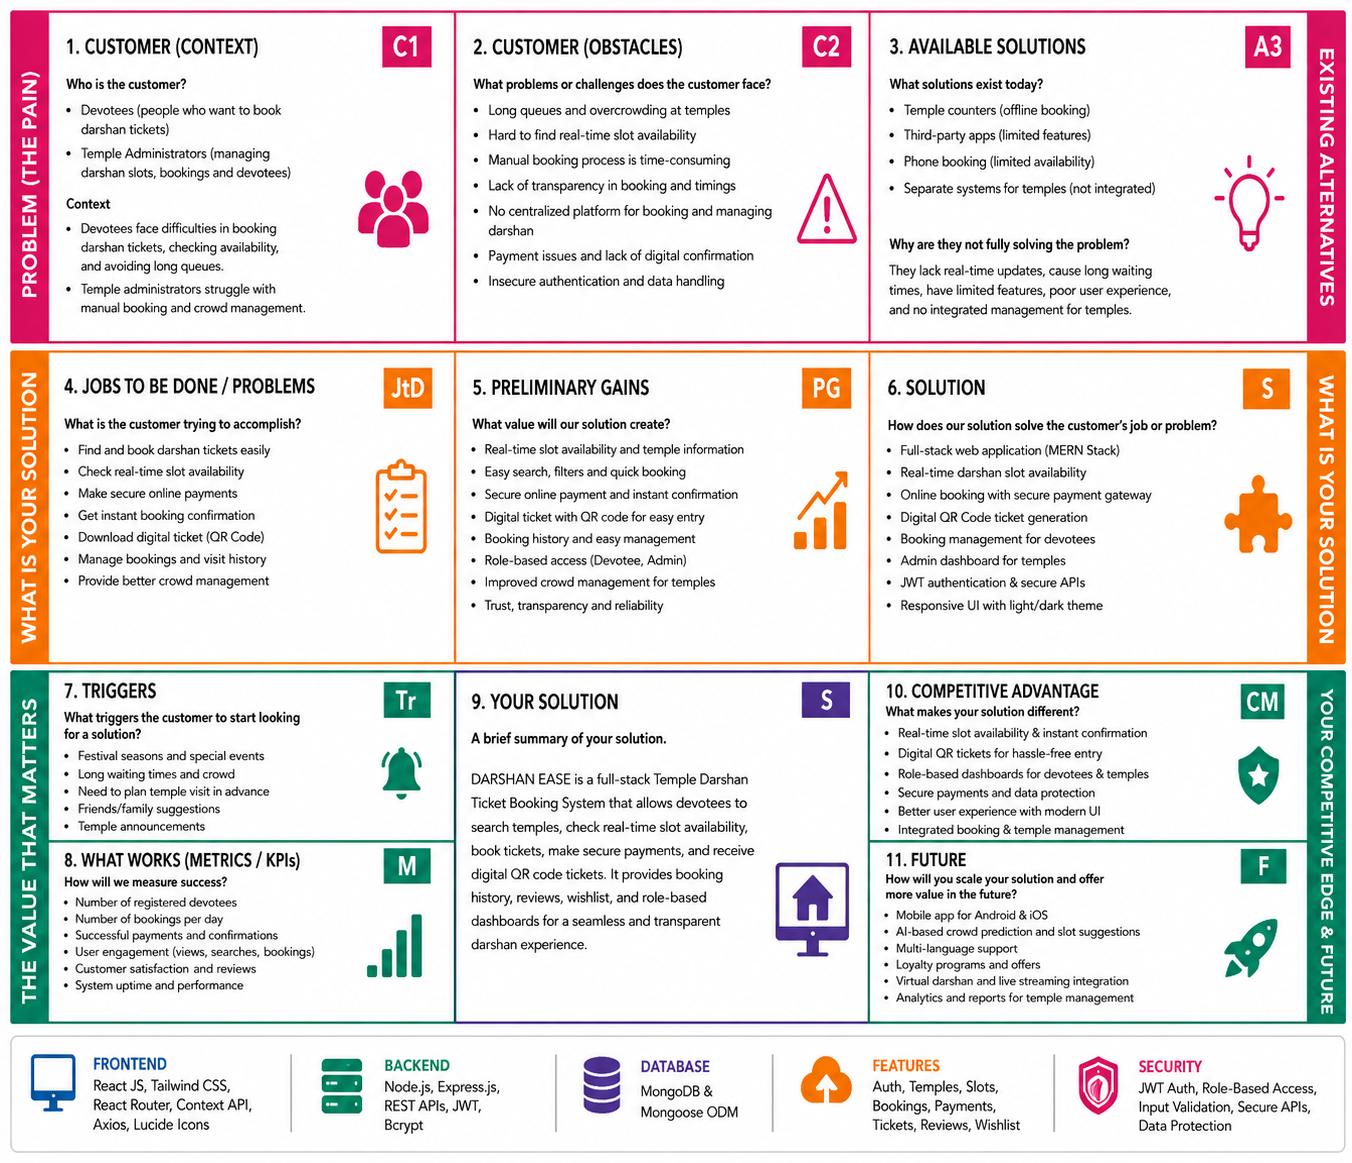 PROBLEM (THE PAIN)
1. CUSTOMER (CONTEXT)
C1
Who is the customer?
• Devotees (people who want to book
darshan tickets)
• Temple Administrators (managing
darshan slots, bookings and devotees)
Context
• Devotees face difficulties in booking
darshan tickets, checking availability,
and avoiding long queues.
• Temple administrators struggle with
manual booking and crowd management.
2. CUSTOMER (OBSTACLES)
C2
What problems or challenges does the customer face?
• Long queues and overcrowding at temples
• Hard to find real-time slot availability
• Manual booking process is time-consuming
• Lack of transparency in booking and timings
• No centralized platform for booking and managing
darshan
• Payment issues and lack of digital confirmation
• Insecure authentication and data handling
3. AVAILABLE SOLUTIONS
A3
What solutions exist today?
• Temple counters (offline booking)
• Third-party apps (limited features)
• Phone booking (limited availability)
• Separate systems for temples (not integrated)
Why are they not fully solving the problem?
They lack real-time updates, cause long waiting
times, have limited features, poor user experience,
and no integrated management for temples.
EXISTING ALTERNATIVES
WHAT IS YOUR SOLUTION
4. JOBS TO BE DONE / PROBLEMS
JtD
What is the customer trying to accomplish?
• Find and book darshan tickets easily
• Check real-time slot availability
• Make secure online payments
• Get instant booking confirmation
• Download digital ticket (QR Code)
• Manage bookings and visit history
• Provide better crowd management
5. PRELIMINARY GAINS
PG
What value will our solution create?
• Real-time slot availability and temple information
• Easy search, filters and quick booking
• Secure online payment and instant confirmation
• Digital ticket with QR code for easy entry
• Booking history and easy management
• Role-based access (Devotee, Admin)
• Improved crowd management for temples
• Trust, transparency and reliability
6. SOLUTION
S
How does our solution solve the customer's job or problem?
• Full-stack web application (MERN Stack)
• Real-time darshan slot availability
• Online booking with secure payment gateway
• Digital QR Code ticket generation
• Booking management for devotees
• Admin dashboard for temples
• JWT authentication & secure APIs
• Responsive UI with light/dark theme
WHAT IS YOUR SOLUTION
THE VALUE THAT MATTERS
7. TRIGGERS
Tr
What triggers the customer to start looking
for a solution?
• Festival seasons and special events
• Long waiting times and crowd
• Need to plan temple visit in advance
• Friends/family suggestions
• Temple announcements
8. WHAT WORKS (METRICS / KPIs)
M
How will we measure success?
• Number of registered devotees
• Number of bookings per day
• Successful payments and confirmations
• User engagement (views, searches, bookings)
• Customer satisfaction and reviews
• System uptime and performance
9. YOUR SOLUTION
S
A brief summary of your solution.
DARSHAN EASE is a full-stack Temple Darshan
Ticket Booking System that allows devotees to
search temples, check real-time slot availability,
book tickets, make secure payments, and receive
digital QR code tickets. It provides booking
history, reviews, wishlist, and role-based
dashboards for a seamless and transparent
darshan experience.
10. COMPETITIVE ADVANTAGE
CM
What makes your solution different?
• Real-time slot availability & instant confirmation
• Digital QR tickets for hassle-free entry
• Role-based dashboards for devotees & temples
• Secure payments and data protection
• Better user experience with modern UI
• Integrated booking & temple management
11. FUTURE
F
How will you scale your solution and offer
more value in the future?
• Mobile app for Android & iOS
• AI-based crowd prediction and slot suggestions
• Multi-language support
• Loyalty programs and offers
• Virtual darshan and live streaming integration
• Analytics and reports for temple management
YOUR COMPETITIVE EDGE & FUTURE
FRONTEND
React JS, Tailwind CSS,
React Router, Context API,
Axios, Lucide Icons
BACKEND
Node.js, Express.js,
REST APIs, JWT,
Bcrypt
DATABASE
MongoDB &
Mongoose ODM
FEATURES
Auth, Temples, Slots,
Bookings, Payments,
Tickets, Reviews, Wishlist
SECURITY
JWT Auth, Role-Based Access,
Input Validation, Secure APIs,
Data Protection